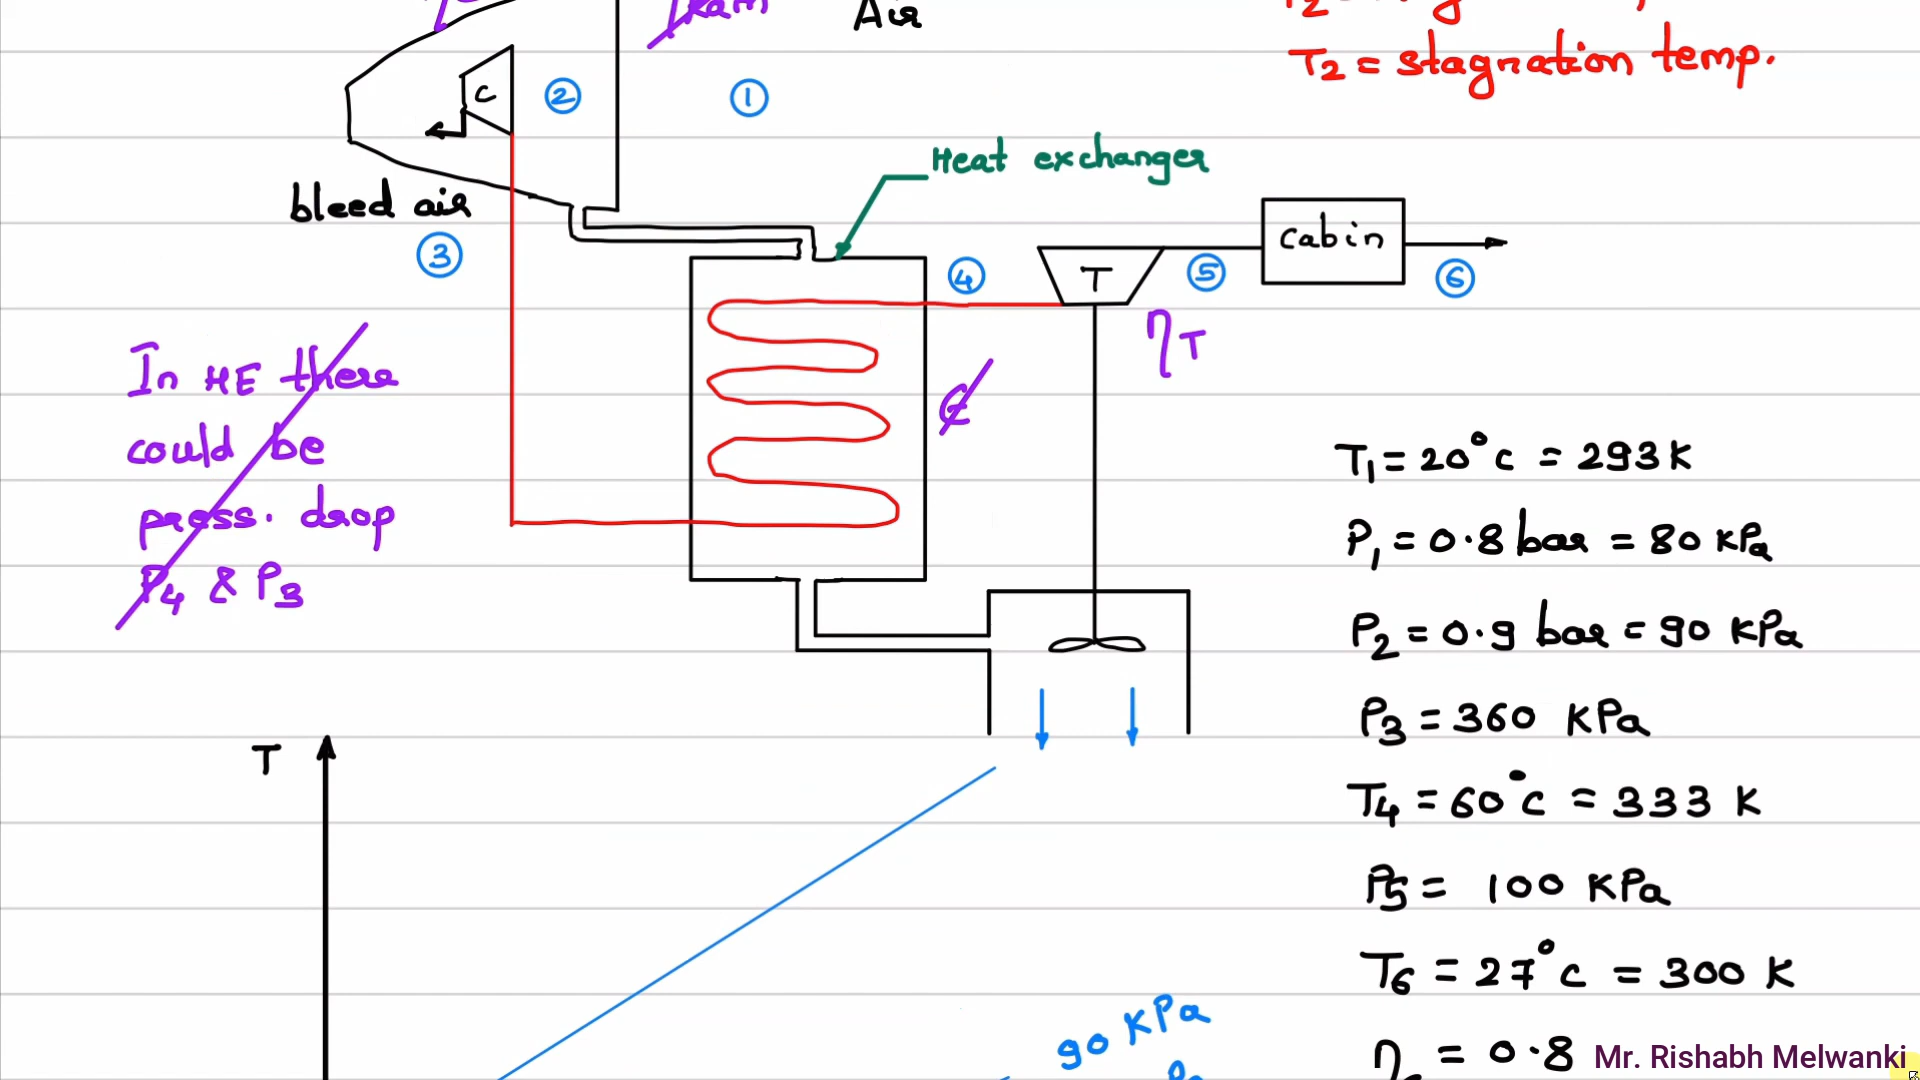 Air
T2 = stagnation temp.
C
2
1
Heat exchanger
bleed air
3
4
T
5
cabin
6
ηT
In HE there
could be
press. drop
P4 & P3
T1 = 20°c = 293 K
P1 = 0.8 bar = 80 KPa
P2 = 0.9 bar = 90 KPa
P3 = 360 KPa
T4 = 60°c = 333 K
P5 = 100 KPa
T6 = 27°c = 300 K
ηc = 0.8
T
90 KPa
Mr. Rishabh Melwanki